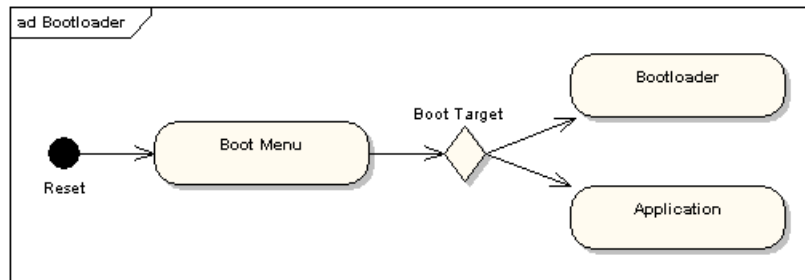 ad Bootloader
Bootloader
Boot Target
Boot Menu
Reset
Application